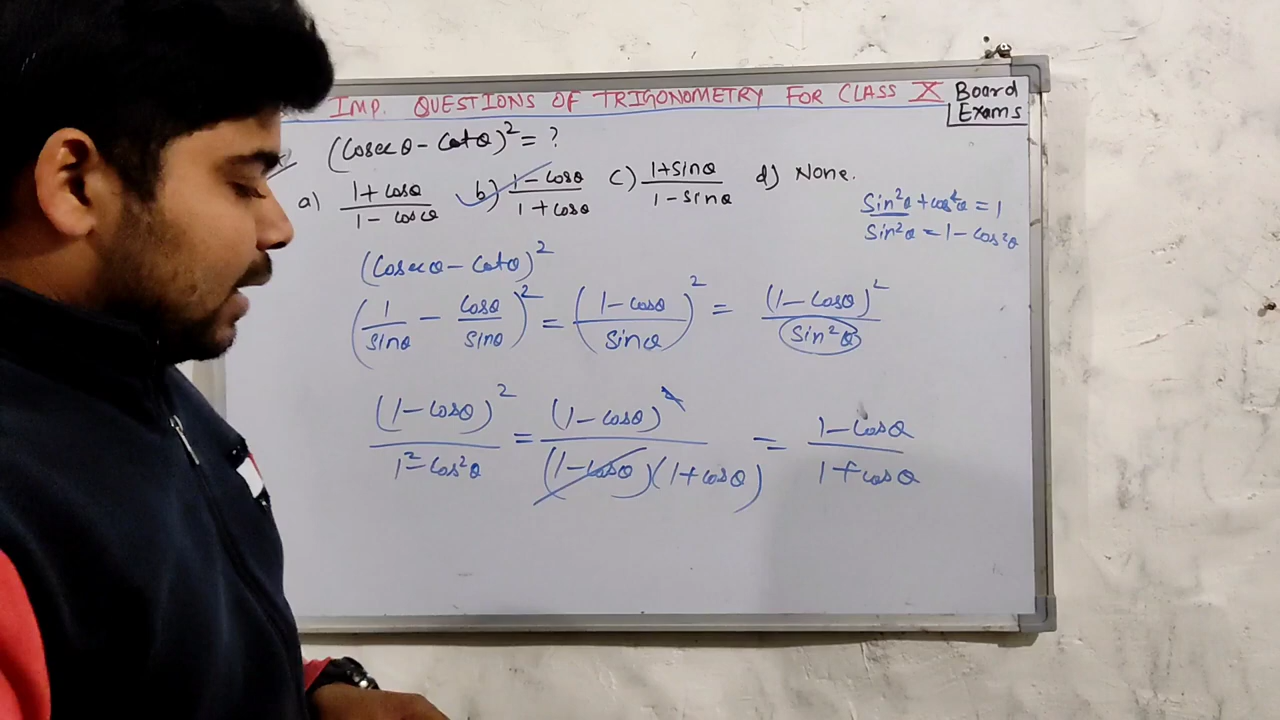 IMP. QUESTIONS OF TRIGONOMETRY FOR CLASS X Board Exams
(Cosec θ - Cot θ)² = ?
a) 1 + cosθ / 1 - cosθ b) 1 - cosθ / 1 + cosθ c) 1+sinθ / 1 - sinθ d) None.
Sin²θ + cos²θ = 1
Sin²θ = 1 - cos²θ
(Cosec θ - Cotθ)²
(1/sinθ - cosθ/sinθ)² = (1 - cosθ / sinθ)² = (1 - cosθ)² / Sin²θ
(1 - cosθ)² / 1² - cos²θ = (1 - cosθ)² / (1 - cosθ)(1 + cosθ) = 1 - cosθ / 1 + cosθ